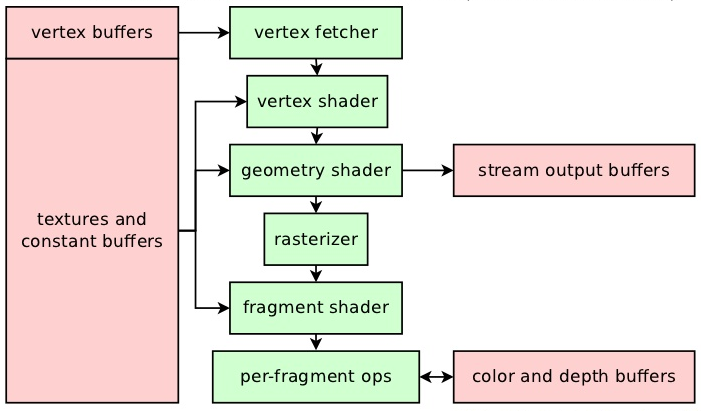 vertex buffers
vertex fetcher
vertex shader
geometry shader
stream output buffers
textures and
constant buffers
rasterizer
fragment shader
per-fragment ops
color and depth buffers